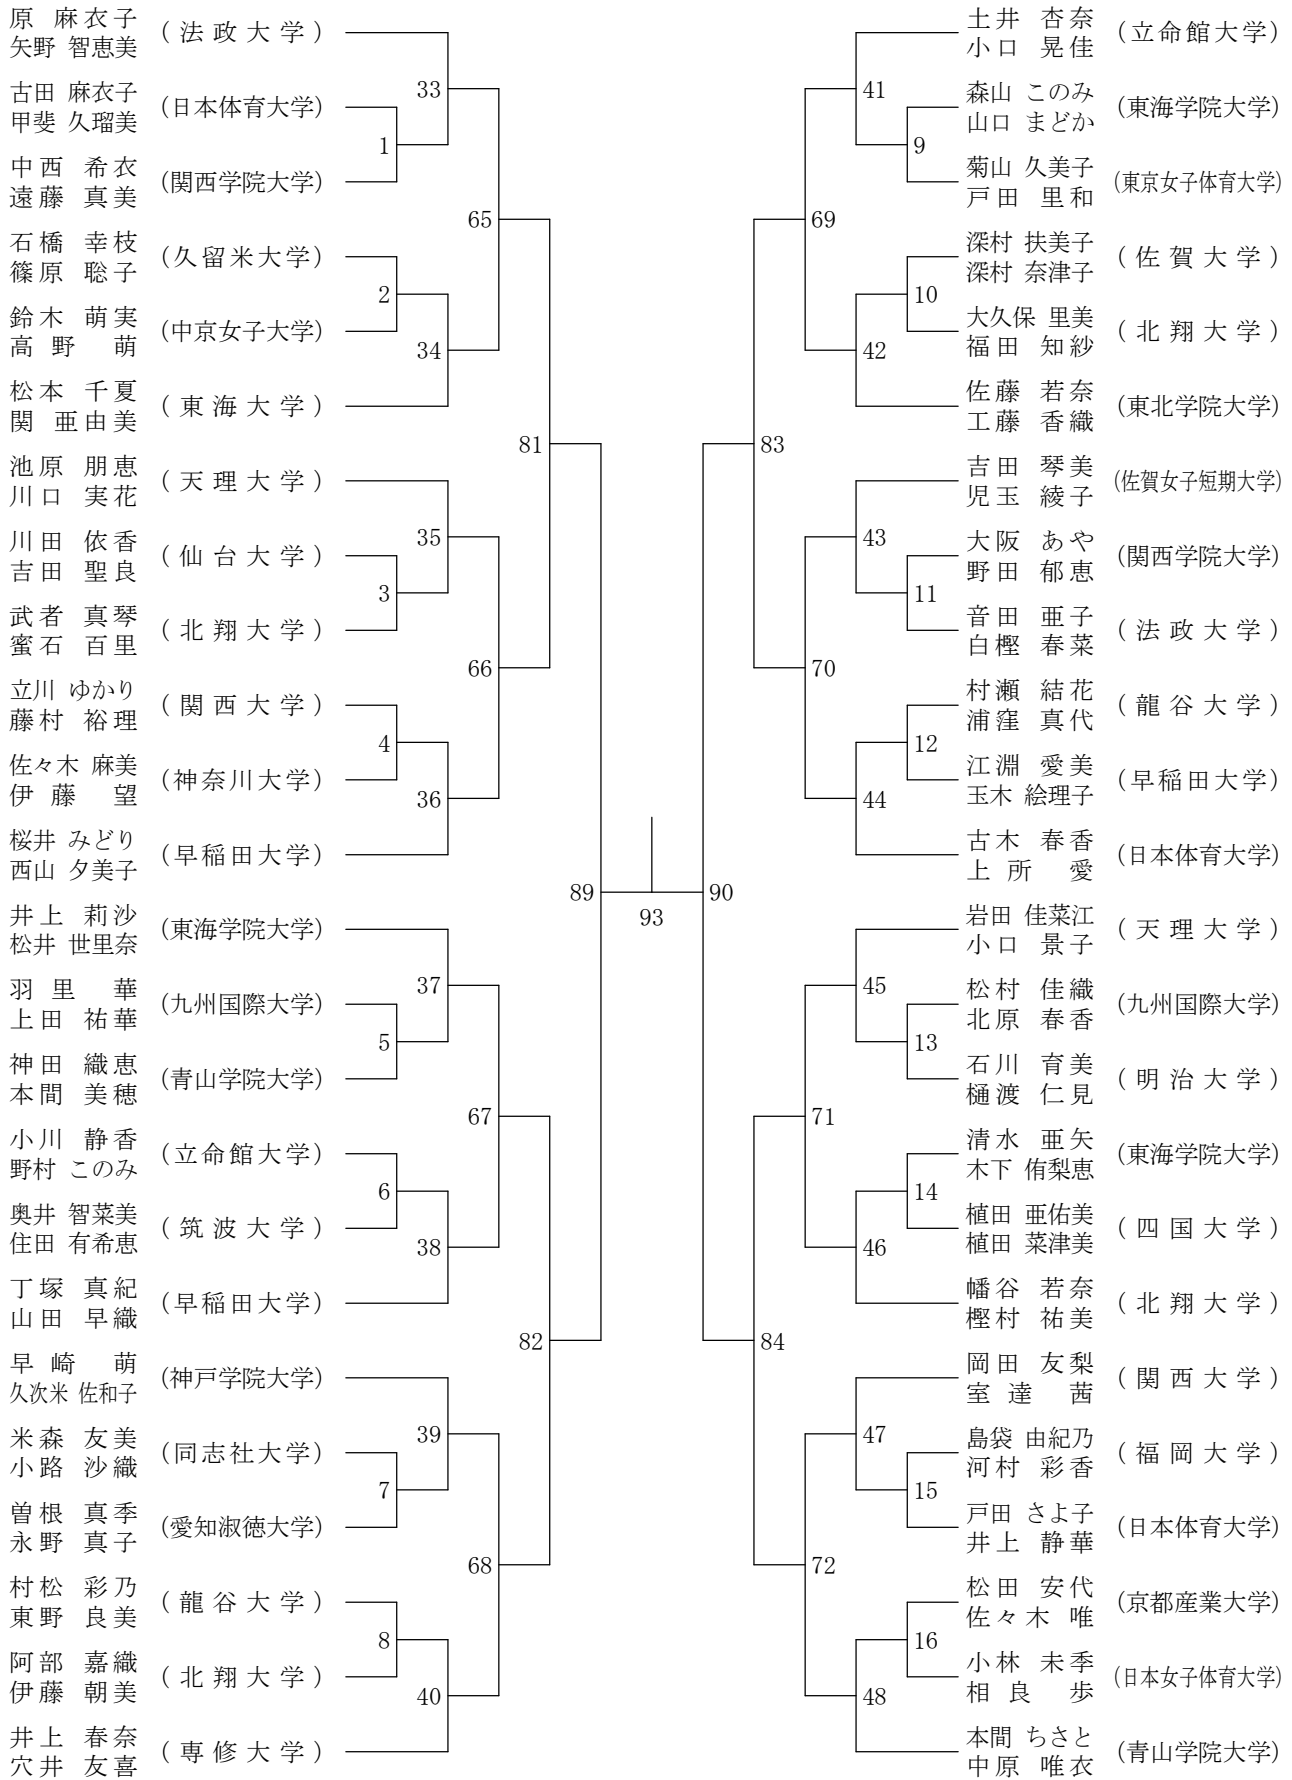 原 麻衣子
矢野 智恵美
(法政大学)
古田 麻衣子
甲斐 久瑠美
(日本体育大学)
1
33
中西 希衣
遠藤 真美
(関西学院大学)
65
石橋 幸枝
篠原 聡子
(久留米大学)
2
鈴木 萌実
高野 萌
(中京女子大学)
34
松本 千夏
関 亜由美
(東海大学)
81
池原 朋恵
川口 実花
(天理大学)
35
川田 依香
吉田 聖良
(仙台大学)
3
武者 真琴
蜜石 百里
(北翔大学)
66
立川 ゆかり
藤村 裕理
(関西大学)
4
佐々木 麻美
伊藤 望
(神奈川大学)
36
桜井 みどり
西山 夕美子
(早稲田大学)
89
井上 莉沙
松井 世里奈
(東海学院大学)
37
羽里 華
上田 祐華
(九州国際大学)
5
神田 織恵
本間 美穂
(青山学院大学)
67
小川 静香
野村 このみ
(立命館大学)
6
奥井 智菜美
住田 有希恵
(筑波大学)
38
丁塚 真紀
山田 早織
(早稲田大学)
82
早崎 萌
久次米 佐和子
(神戸学院大学)
39
米森 友美
小路 沙織
(同志社大学)
7
曽根 真季
永野 真子
(愛知淑徳大学)
68
村松 彩乃
東野 良美
(龍谷大学)
8
阿部 嘉織
伊藤 朝美
(北翔大学)
40
井上 春奈
穴井 友喜
(専修大学)
93
土井 杏奈
小口 晃佳
(立命館大学)
41
森山 このみ
山口 まどか
(東海学院大学)
9
菊山 久美子
戸田 里和
(東京女子体育大学)
69
深村 扶美子
深村 奈津子
(佐賀大学)
10
大久保 里美
福田 知紗
(北翔大学)
42
佐藤 若奈
工藤 香織
(東北学院大学)
83
吉田 琴美
児玉 綾子
(佐賀女子短期大学)
43
大阪 あや
野田 郁恵
(関西学院大学)
11
音田 亜子
白樫 春菜
(法政大学)
70
村瀬 結花
浦窪 真代
(龍谷大学)
12
江淵 愛美
玉木 絵理子
(早稲田大学)
44
古木 春香
上所 愛
(日本体育大学)
90
岩田 佳菜江
小口 景子
(天理大学)
45
松村 佳織
北原 春香
(九州国際大学)
13
石川 育美
樋渡 仁見
(明治大学)
71
清水 亜矢
木下 侑梨恵
(東海学院大学)
14
植田 亜佑美
植田 菜津美
(四国大学)
46
幡谷 若奈
樫村 祐美
(北翔大学)
84
岡田 友梨
室達 茜
(関西大学)
47
島袋 由紀乃
河村 彩香
(福岡大学)
15
戸田 さよ子
井上 静華
(日本体育大学)
72
松田 安代
佐々木 唯
(京都産業大学)
16
小林 未季
相良 歩
(日本女子体育大学)
48
本間 ちさと
中原 唯衣
(青山学院大学)